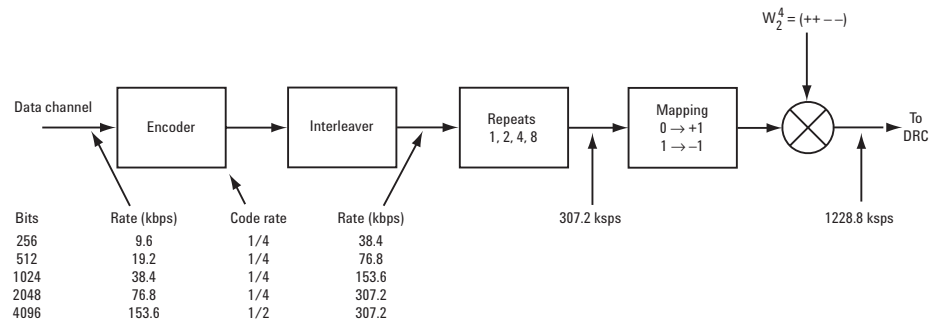 W₂⁴ = (++ – –)
Data channel
Encoder
Interleaver
Repeats
1, 2, 4, 8
Mapping
0 → +1
1 → –1
To
DRC
Bits Rate (kbps) Code rate Rate (kbps) 307.2 ksps 1228.8 ksps
256 9.6 1/4 38.4
512 19.2 1/4 76.8
1024 38.4 1/4 153.6
2048 76.8 1/4 307.2
4096 153.6 1/2 307.2